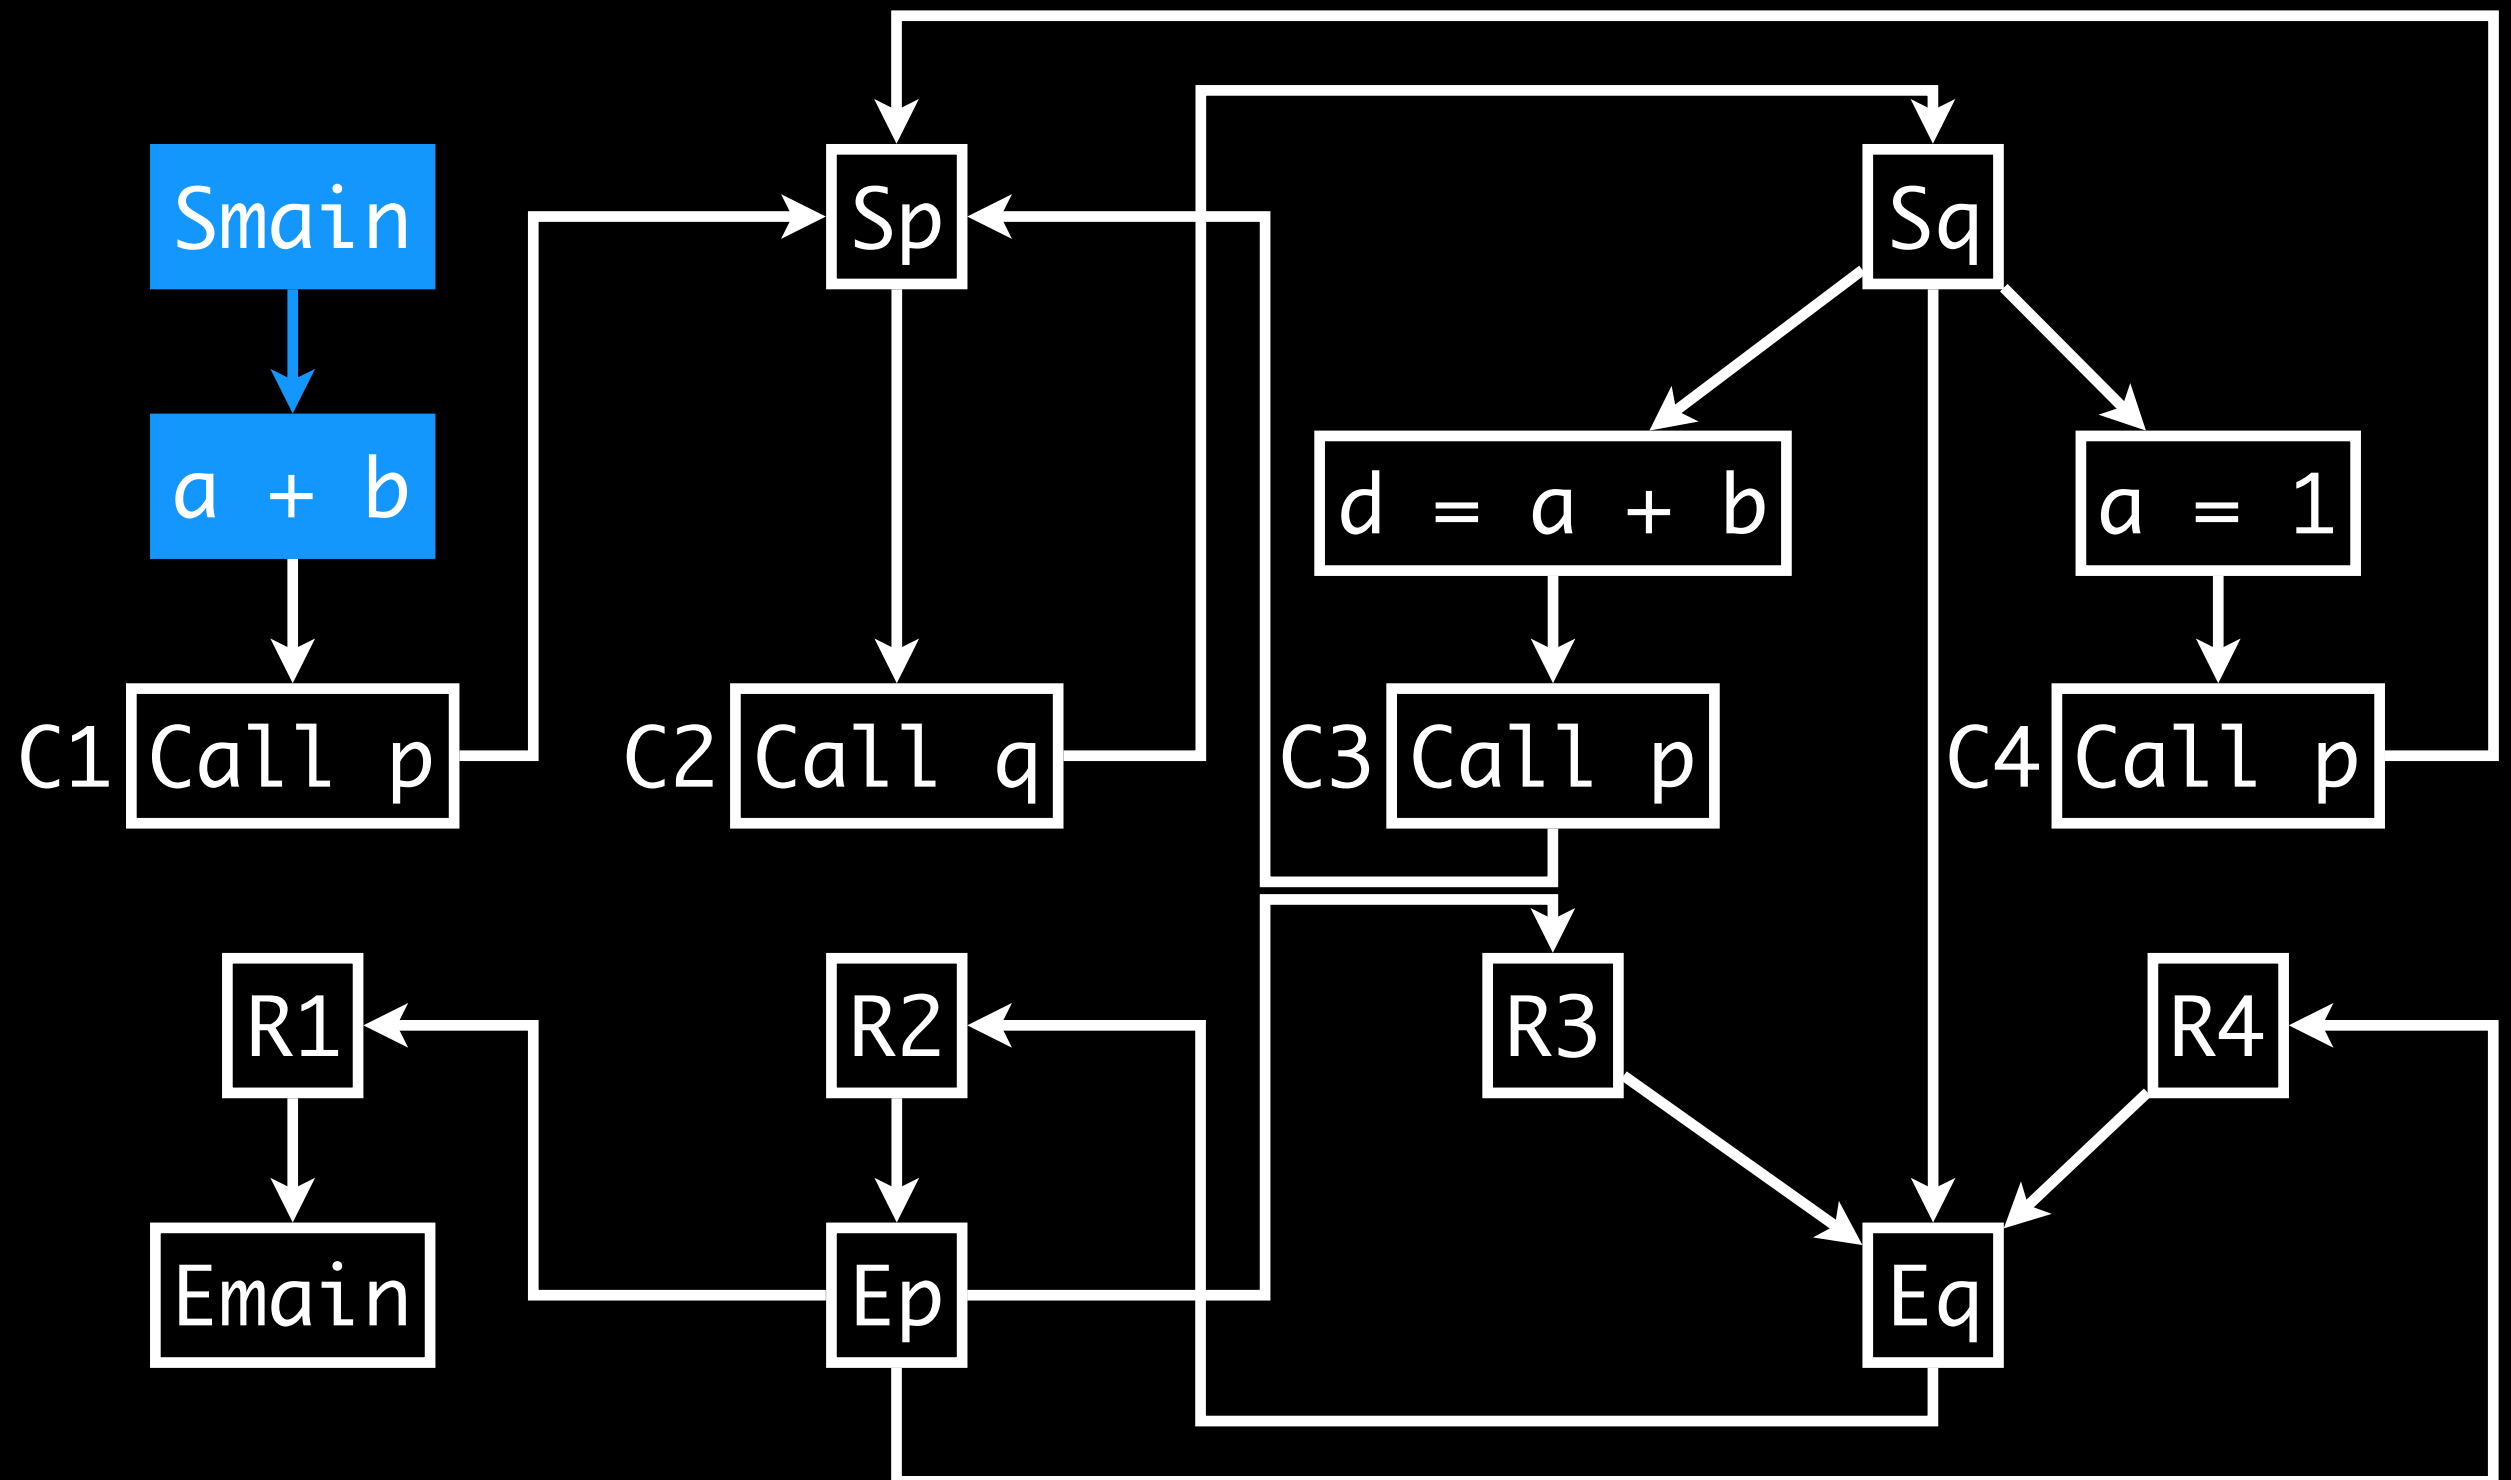 Smain
Sp
Sq
a + b
d = a + b
a = 1
C1 Call p
C2 Call q
C3 Call p
C4 Call p
R1
R2
R3
R4
Emain
Ep
Eq